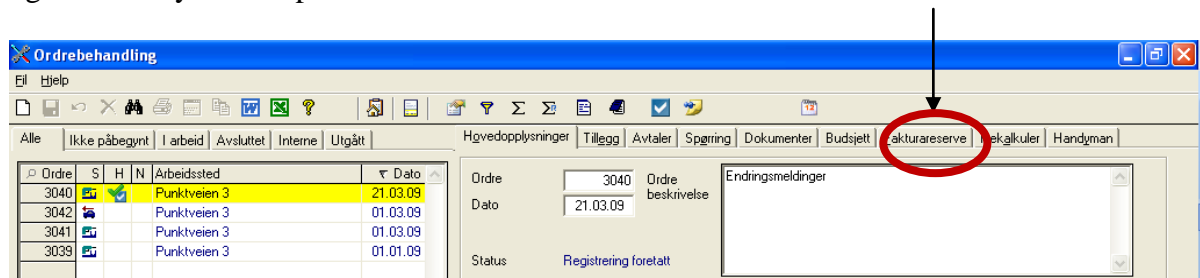 Ordrebehandling
Fil Hjelp
Alle Ikke påbegynt I arbeid Avsluttet Interne Utgått
Hovedopplysninger Tillegg Avtaler Spørring Dokumenter Budsjett Fakturareserve Handyman
Ordre S H N Arbeidssted Dato
3040 Punktveien 3 21.03.09
3042 Punktveien 3 01.03.09
3041 Punktveien 3 01.03.09
3039 Punktveien 3 01.01.09
Ordre 3040 Ordre beskrivelse Endringsmeldinger
Dato 21.03.09
Status Registrering foretatt